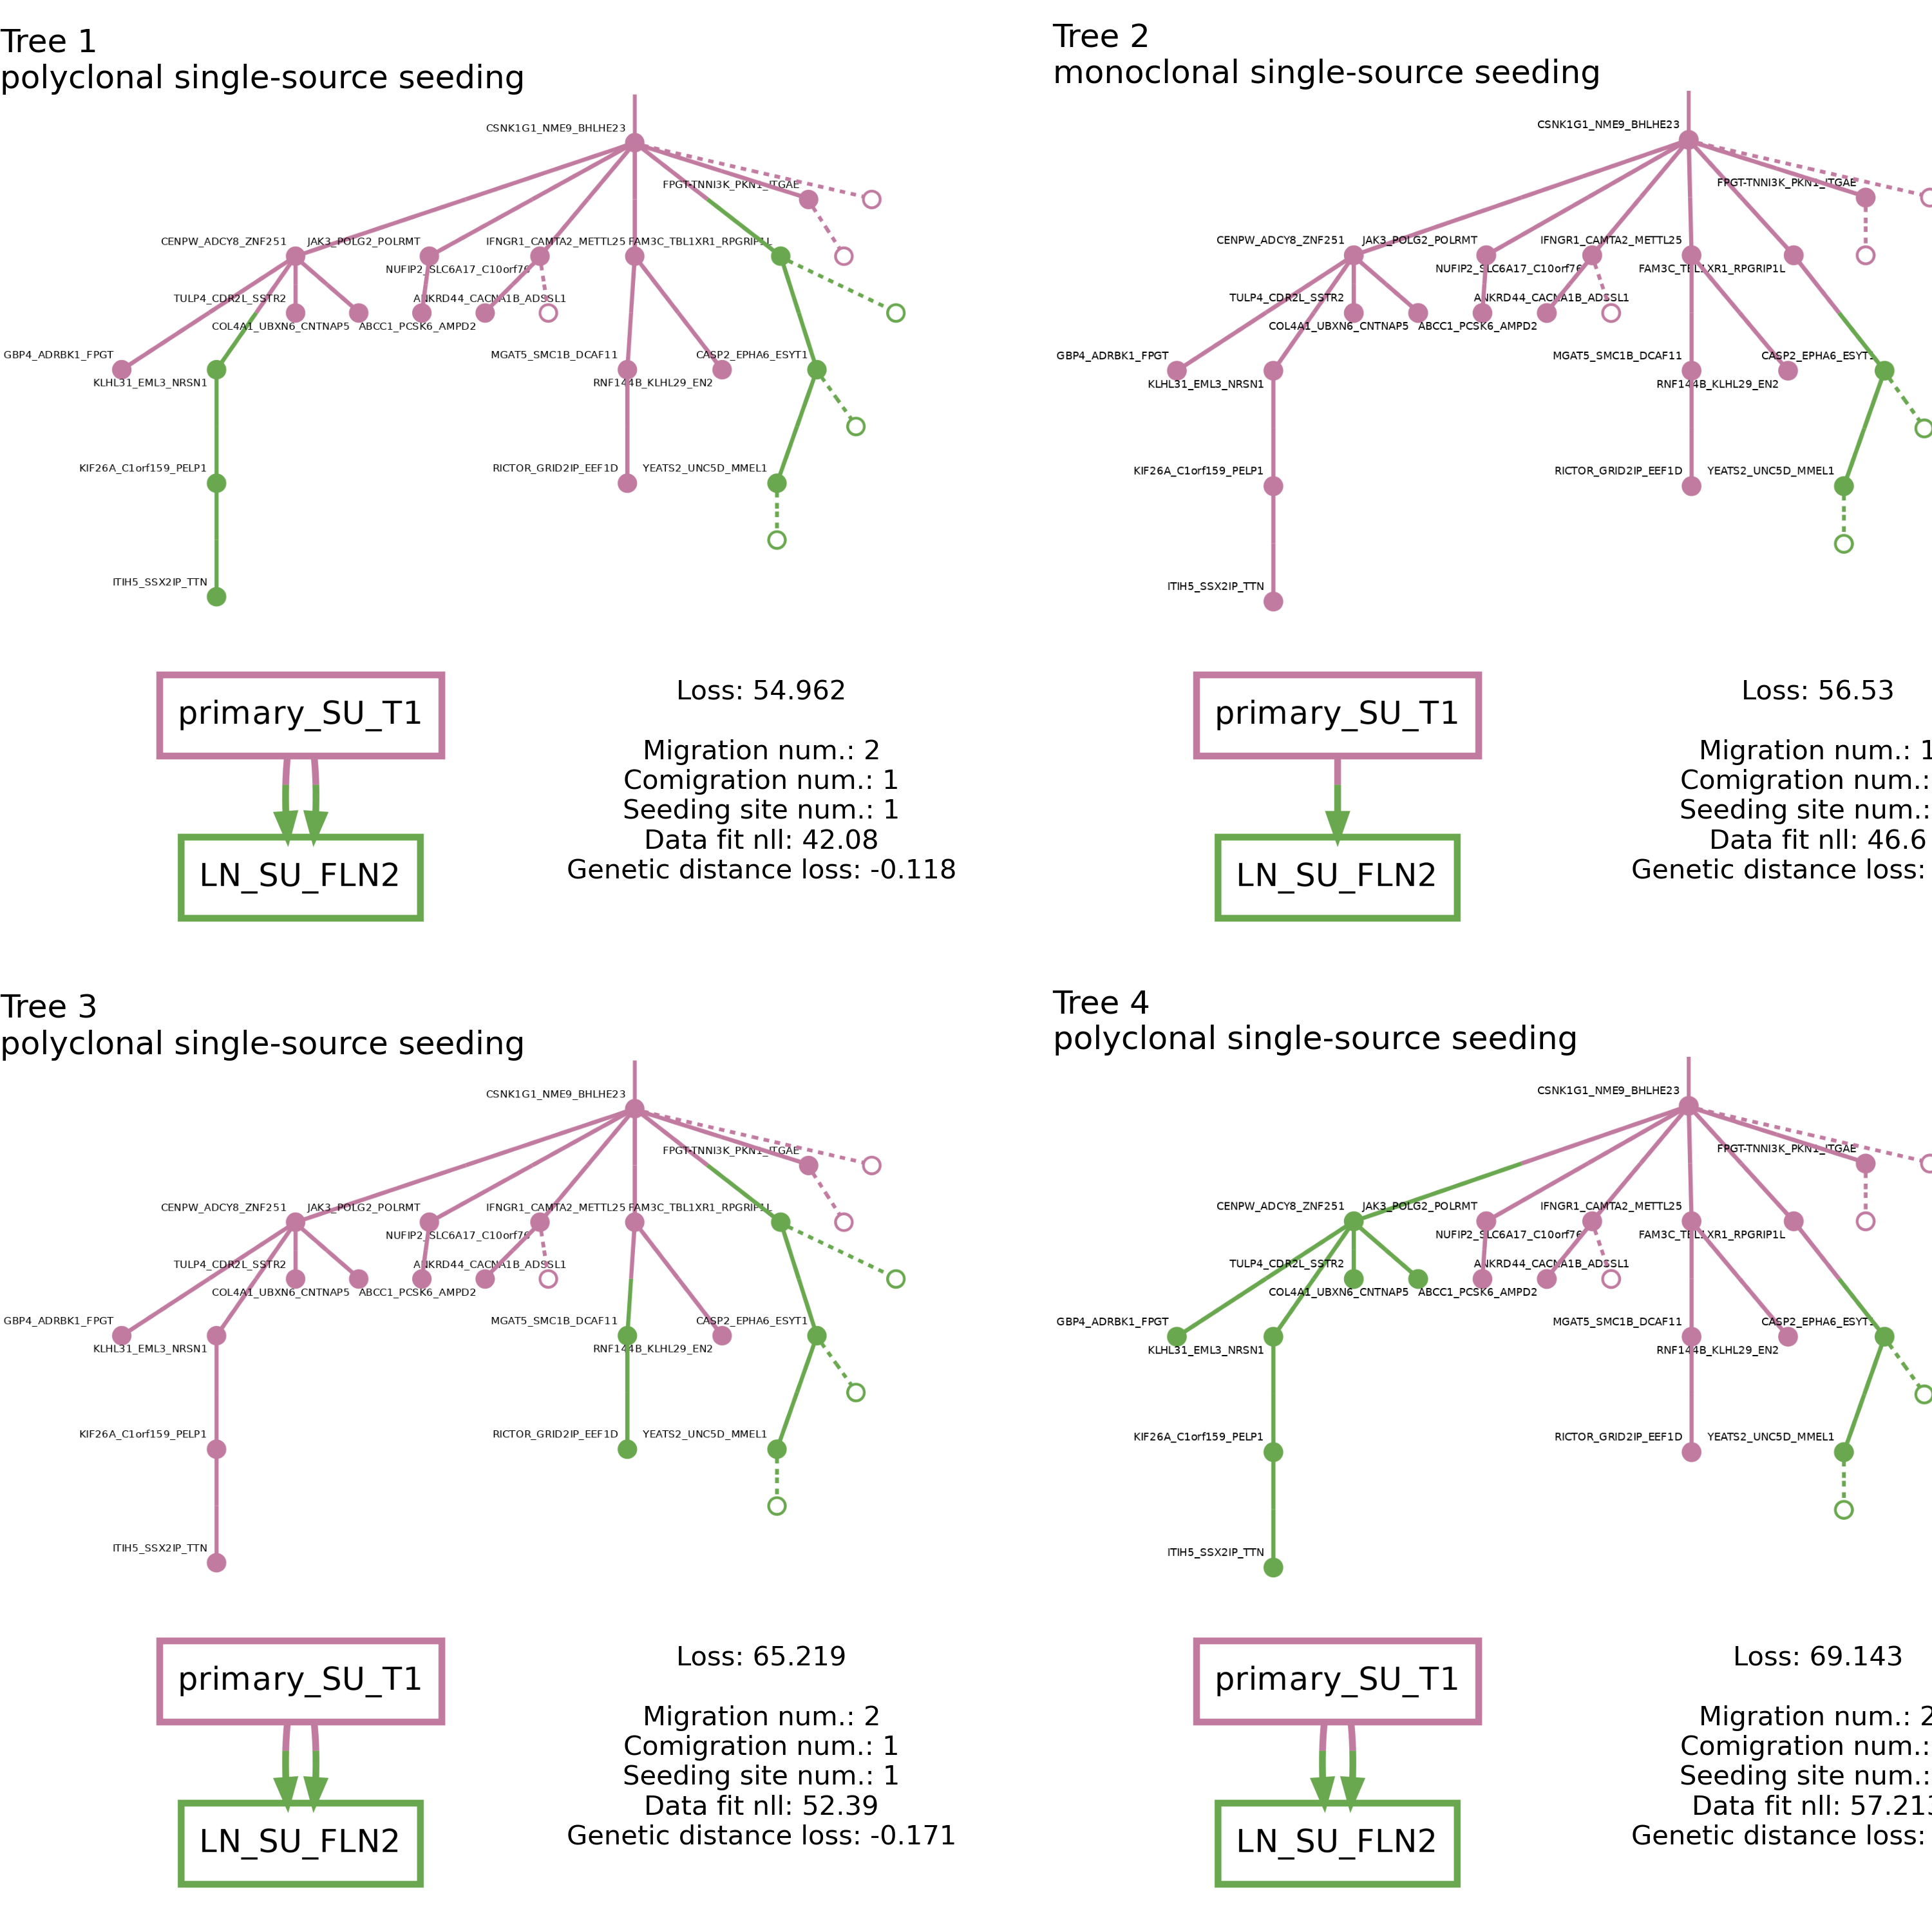 Tree 1
polyclonal single-source seeding
CSNK1G1_NME9_BHLHE23
FPGT-TNNI3K_PKN1_ITGAE
CENPW_ADCY8_ZNF251
JAK3_POLG2_POLRMT
IFNGR1_CAMTA2_METTL25
FAM3C_TBL1XR1_RPGRIP1L
NUFIP2_SLC6A17_C10orf76
TULP4_CDR2L_SSTR2
ANKRD44_CACNA1B_ADSSL1
COL4A1_UBXN6_CNTNAP5
ABCC1_PCSK6_AMPD2
GBP4_ADRBK1_FPGT
MGAT5_SMC1B_DCAF11
CASP2_EPHA6_ESYT1
KLHL31_EML3_NRSN1
RNF144B_KLHL29_EN2
KIF26A_C1orf159_PELP1
RICTOR_GRID2IP_EEF1D
YEATS2_UNC5D_MMEL1
ITIH5_SSX2IP_TTN
primary_SU_T1
LN_SU_FLN2
Loss: 54.962
Migration num.: 2
Comigration num.: 1
Seeding site num.: 1
Data fit nll: 42.08
Genetic distance loss: -0.118
Tree 2
monoclonal single-source seeding
CSNK1G1_NME9_BHLHE23
FPGT-TNNI3K_PKN1_ITGAE
CENPW_ADCY8_ZNF251
JAK3_POLG2_POLRMT
IFNGR1_CAMTA2_METTL25
NUFIP2_SLC6A17_C10orf76
FAM3C_TBL1XR1_RPGRIP1L
TULP4_CDR2L_SSTR2
ANKRD44_CACNA1B_ADSSL1
COL4A1_UBXN6_CNTNAP5
ABCC1_PCSK6_AMPD2
GBP4_ADRBK1_FPGT
MGAT5_SMC1B_DCAF11
CASP2_EPHA6_ESYT1
KLHL31_EML3_NRSN1
RNF144B_KLHL29_EN2
KIF26A_C1orf159_PELP1
RICTOR_GRID2IP_EEF1D
YEATS2_UNC5D_MMEL1
ITIH5_SSX2IP_TTN
primary_SU_T1
LN_SU_FLN2
Loss: 56.53
Migration num.: 1
Comigration num.:
Seeding site num.:
Data fit nll: 46.6
Genetic distance loss:
Tree 3
polyclonal single-source seeding
CSNK1G1_NME9_BHLHE23
FPGT-TNNI3K_PKN1_ITGAE
CENPW_ADCY8_ZNF251
JAK3_POLG2_POLRMT
IFNGR1_CAMTA2_METTL25
FAM3C_TBL1XR1_RPGRIP1L
NUFIP2_SLC6A17_C10orf76
TULP4_CDR2L_SSTR2
ANKRD44_CACNA1B_ADSSL1
COL4A1_UBXN6_CNTNAP5
ABCC1_PCSK6_AMPD2
GBP4_ADRBK1_FPGT
MGAT5_SMC1B_DCAF11
CASP2_EPHA6_ESYT1
KLHL31_EML3_NRSN1
RNF144B_KLHL29_EN2
KIF26A_C1orf159_PELP1
RICTOR_GRID2IP_EEF1D
YEATS2_UNC5D_MMEL1
ITIH5_SSX2IP_TTN
primary_SU_T1
LN_SU_FLN2
Loss: 65.219
Migration num.: 2
Comigration num.: 1
Seeding site num.: 1
Data fit nll: 52.39
Genetic distance loss: -0.171
Tree 4
polyclonal single-source seeding
CSNK1G1_NME9_BHLHE23
FPGT-TNNI3K_PKN1_ITGAE
CENPW_ADCY8_ZNF251
JAK3_POLG2_POLRMT
IFNGR1_CAMTA2_METTL25
NUFIP2_SLC6A17_C10orf76
FAM3C_TBL1XR1_RPGRIP1L
TULP4_CDR2L_SSTR2
ANKRD44_CACNA1B_ADSSL1
COL4A1_UBXN6_CNTNAP5
ABCC1_PCSK6_AMPD2
GBP4_ADRBK1_FPGT
MGAT5_SMC1B_DCAF11
CASP2_EPHA6_ESYT1
KLHL31_EML3_NRSN1
RNF144B_KLHL29_EN2
KIF26A_C1orf159_PELP1
RICTOR_GRID2IP_EEF1D
YEATS2_UNC5D_MMEL1
ITIH5_SSX2IP_TTN
primary_SU_T1
LN_SU_FLN2
Loss: 69.143
Migration num.: 2
Comigration num.:
Seeding site num.:
Data fit nll: 57.213
Genetic distance loss: